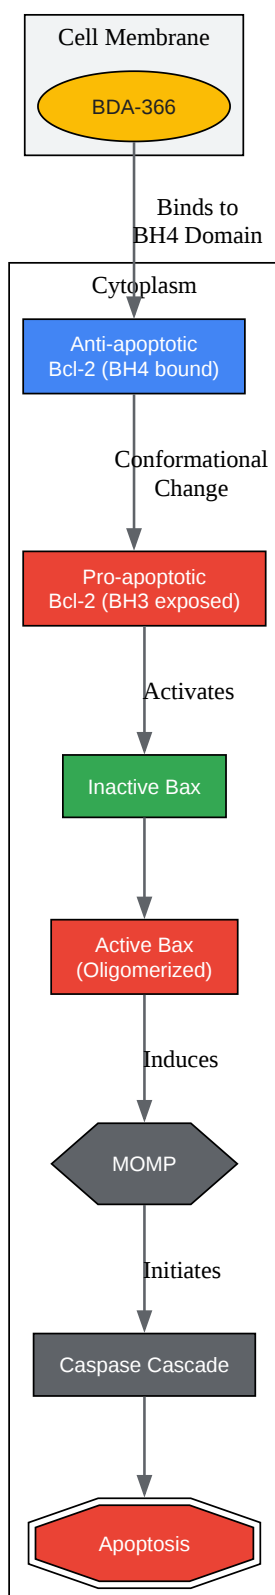 Cell Membrane
BDA-366
Binds to
BH4 Domain
Cytoplasm
Anti-apoptotic
Bcl-2 (BH4 bound)
Conformational
Change
Pro-apoptotic
Bcl-2 (BH3 exposed)
Activates
Inactive Bax
Active Bax
(Oligomerized)
Induces
MOMP
Initiates
Caspase Cascade
Apoptosis